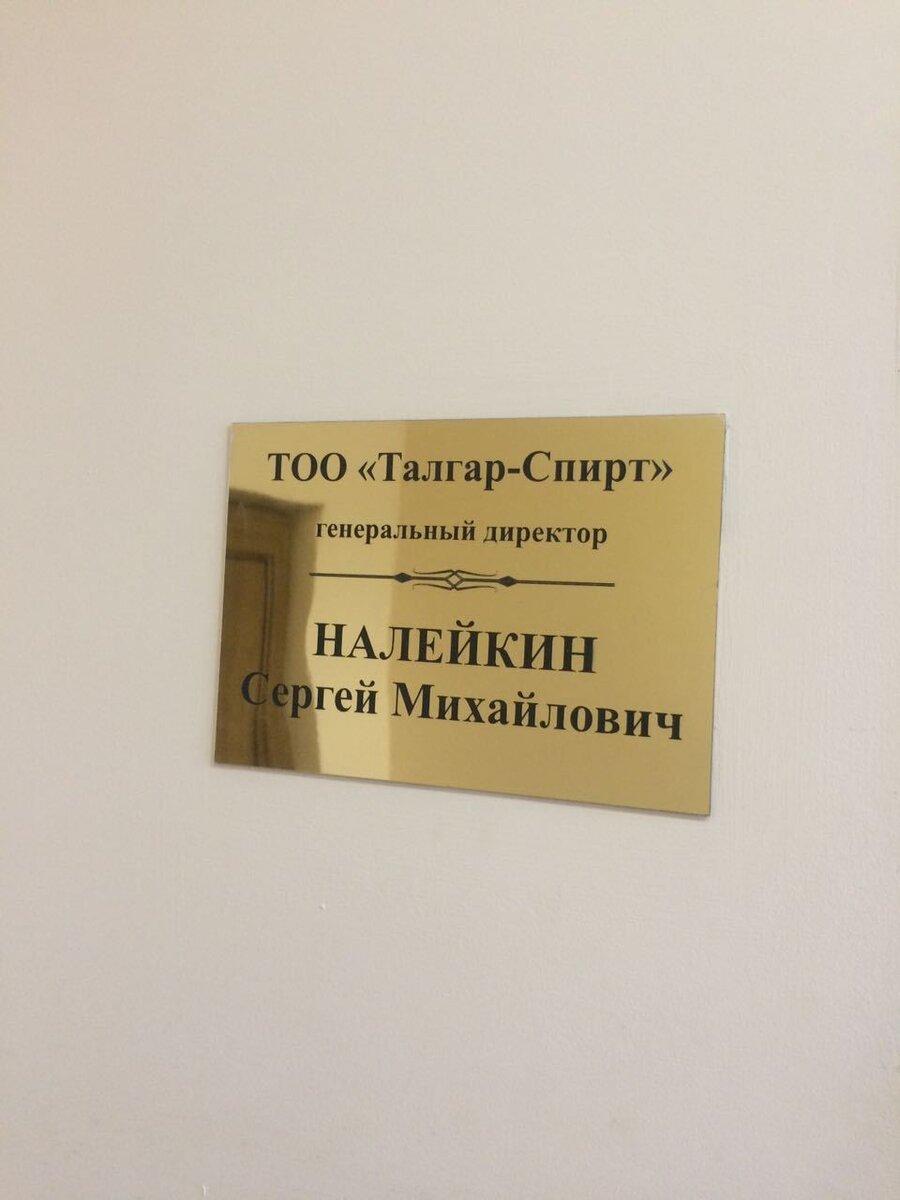 ТОО «Талгар-Спирт»
генеральный директор
НАЛЕЙКИН
Сергей Михайлович